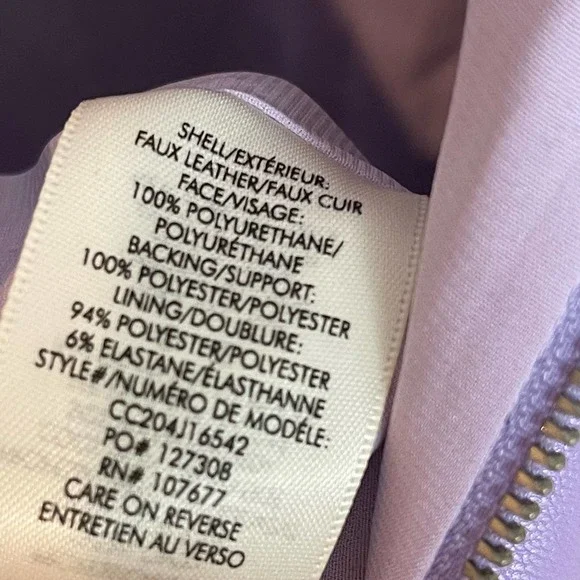 SHELL/EXTÉRIEUR:
FAUX LEATHER/FAUX CUIR
FACE/VISAGE:
100% POLYURETHANE/
POLYURÉTHANE
BACKING/SUPPORT:
100% POLYESTER/POLYESTER
LINING/DOUBLURE:
94% POLYESTER/POLYESTER
6% ELASTANE/ÉLASTHANNE
STYLE#/NUMÉRO DE MODÈLE:
CC204J16542
PO# 127308
RN# 107677
CARE ON REVERSE
ENTRETIEN AU VERSO